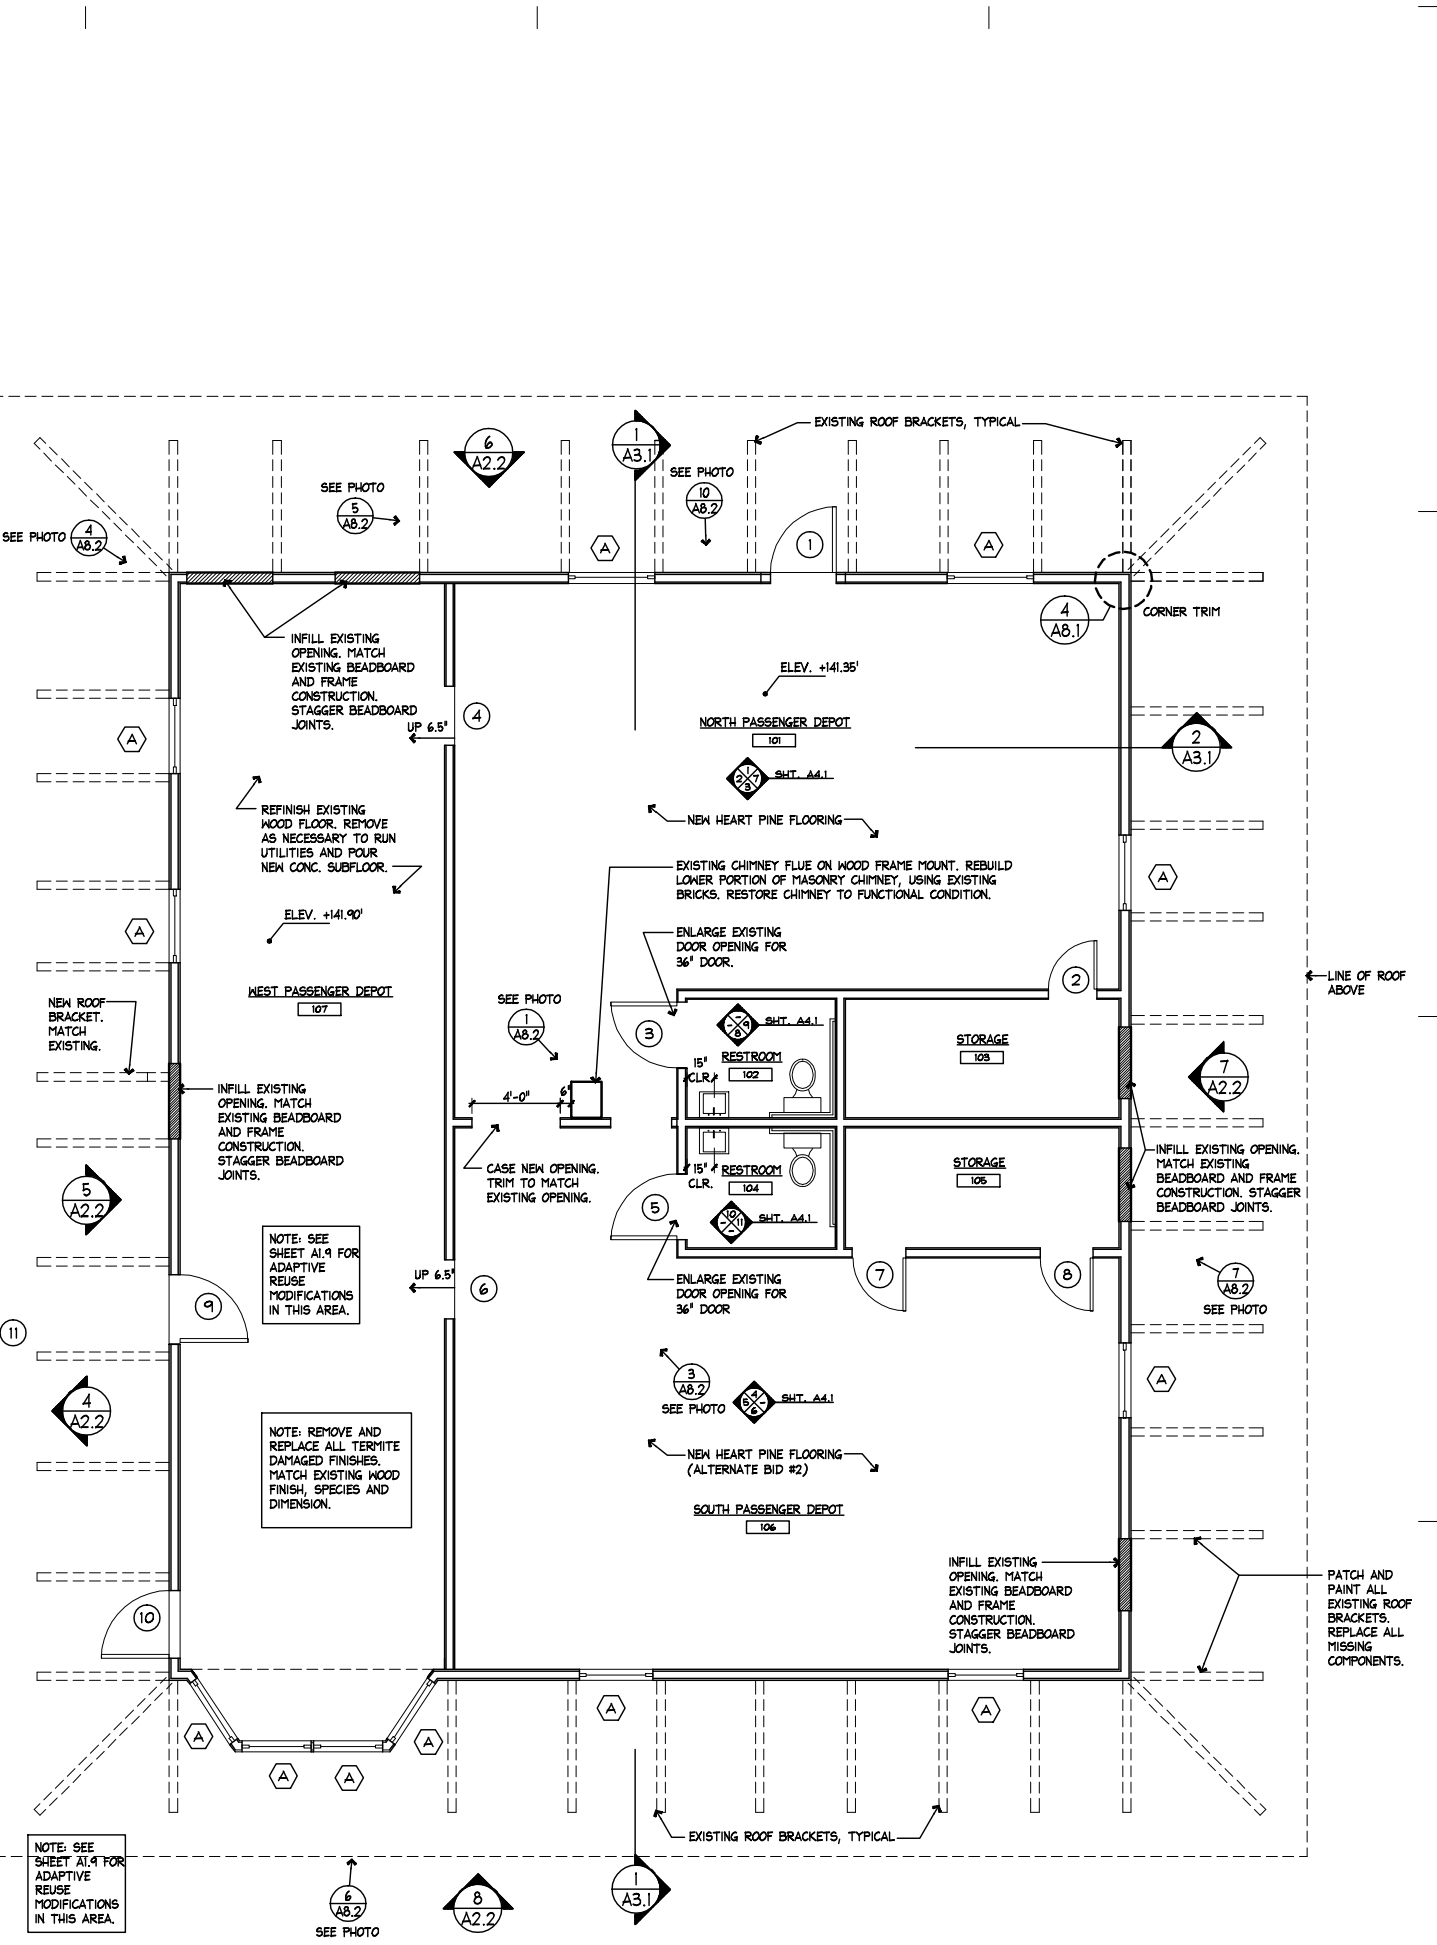 EXISTING ROOF BRACKETS, TYPICAL
6
A2.2
1
A3.1
SEE PHOTO
10
A8.2
SEE PHOTO
5
A8.2
SEE PHOTO
4
A8.2
A
1
A
4
A8.1
CORNER TRIM
INFILL EXISTING
OPENING. MATCH
EXISTING BEADBOARD
AND FRAME
CONSTRUCTION.
STAGGER BEADBOARD
JOINTS.
ELEV. +141.35'
UP 6.5"
4
NORTH PASSENGER DEPOT
101
A
2
A3.1
1
2 7
3
SHT. A4.1
REFINISH EXISTING
WOOD FLOOR. REMOVE
AS NECESSARY TO RUN
UTILITIES AND POUR
NEW CONC. SUBFLOOR.
NEW HEART PINE FLOORING
EXISTING CHIMNEY FLUE ON WOOD FRAME MOUNT. REBUILD
LOWER PORTION OF MASONRY CHIMNEY, USING EXISTING
BRICKS. RESTORE CHIMNEY TO FUNCTIONAL CONDITION.
A
ELEV. +141.90'
A
ENLARGE EXISTING
DOOR OPENING FOR
36" DOOR.
LINE OF ROOF
ABOVE
2
WEST PASSENGER DEPOT
107
NEW ROOF
BRACKET.
MATCH
EXISTING.
SEE PHOTO
1
A8.2
3
-
- 9
8
SHT. A4.1
RESTROOM
102
15"
CLR.
STORAGE
103
7
A2.2
INFILL EXISTING
OPENING. MATCH
EXISTING BEADBOARD
AND FRAME
CONSTRUCTION.
STAGGER BEADBOARD
JOINTS.
4'-0"
6"
CASE NEW OPENING.
TRIM TO MATCH
EXISTING OPENING.
15"
CLR.
RESTROOM
104
STORAGE
105
INFILL EXISTING OPENING.
MATCH EXISTING
BEADBOARD AND FRAME
CONSTRUCTION. STAGGER
BEADBOARD JOINTS.
5
A2.2
5
10
- 11
-
SHT. A4.1
NOTE: SEE
SHEET A1.9 FOR
ADAPTIVE
REUSE
MODIFICATIONS
IN THIS AREA.
UP 6.5"
6
ENLARGE EXISTING
DOOR OPENING FOR
36" DOOR
7
8
7
A8.2
SEE PHOTO
9
11
4
A2.2
3
A8.2
SEE PHOTO
4
5 -
6
SHT. A4.1
A
NOTE: REMOVE AND
REPLACE ALL TERMITE
DAMAGED FINISHES.
MATCH EXISTING WOOD
FINISH, SPECIES AND
DIMENSION.
NEW HEART PINE FLOORING
(ALTERNATE BID #2)
SOUTH PASSENGER DEPOT
106
INFILL EXISTING
OPENING. MATCH
EXISTING BEADBOARD
AND FRAME
CONSTRUCTION.
STAGGER BEADBOARD
JOINTS.
PATCH AND
PAINT ALL
EXISTING ROOF
BRACKETS.
REPLACE ALL
MISSING
COMPONENTS.
10
A
A
A
A
A
A
EXISTING ROOF BRACKETS, TYPICAL
NOTE: SEE
SHEET A1.9 FOR
ADAPTIVE
REUSE
MODIFICATIONS
IN THIS AREA.
6
A8.2
SEE PHOTO
8
A2.2
1
A3.1